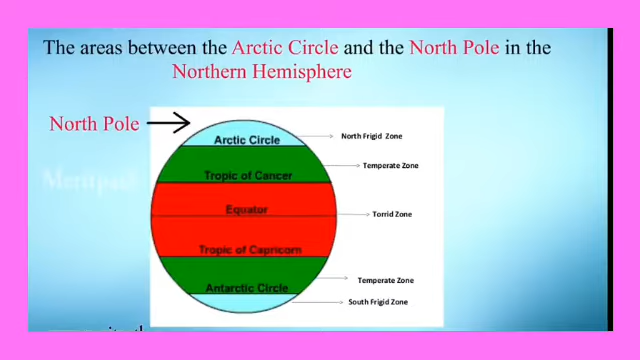 The areas between the Arctic Circle and the North Pole in the
Northern Hemisphere
North Pole
Arctic Circle
North Frigid Zone
Temperate Zone
Tropic of Cancer
Equator
Torrid Zone
Tropic of Capricorn
Temperate Zone
Antarctic Circle
South Frigid Zone